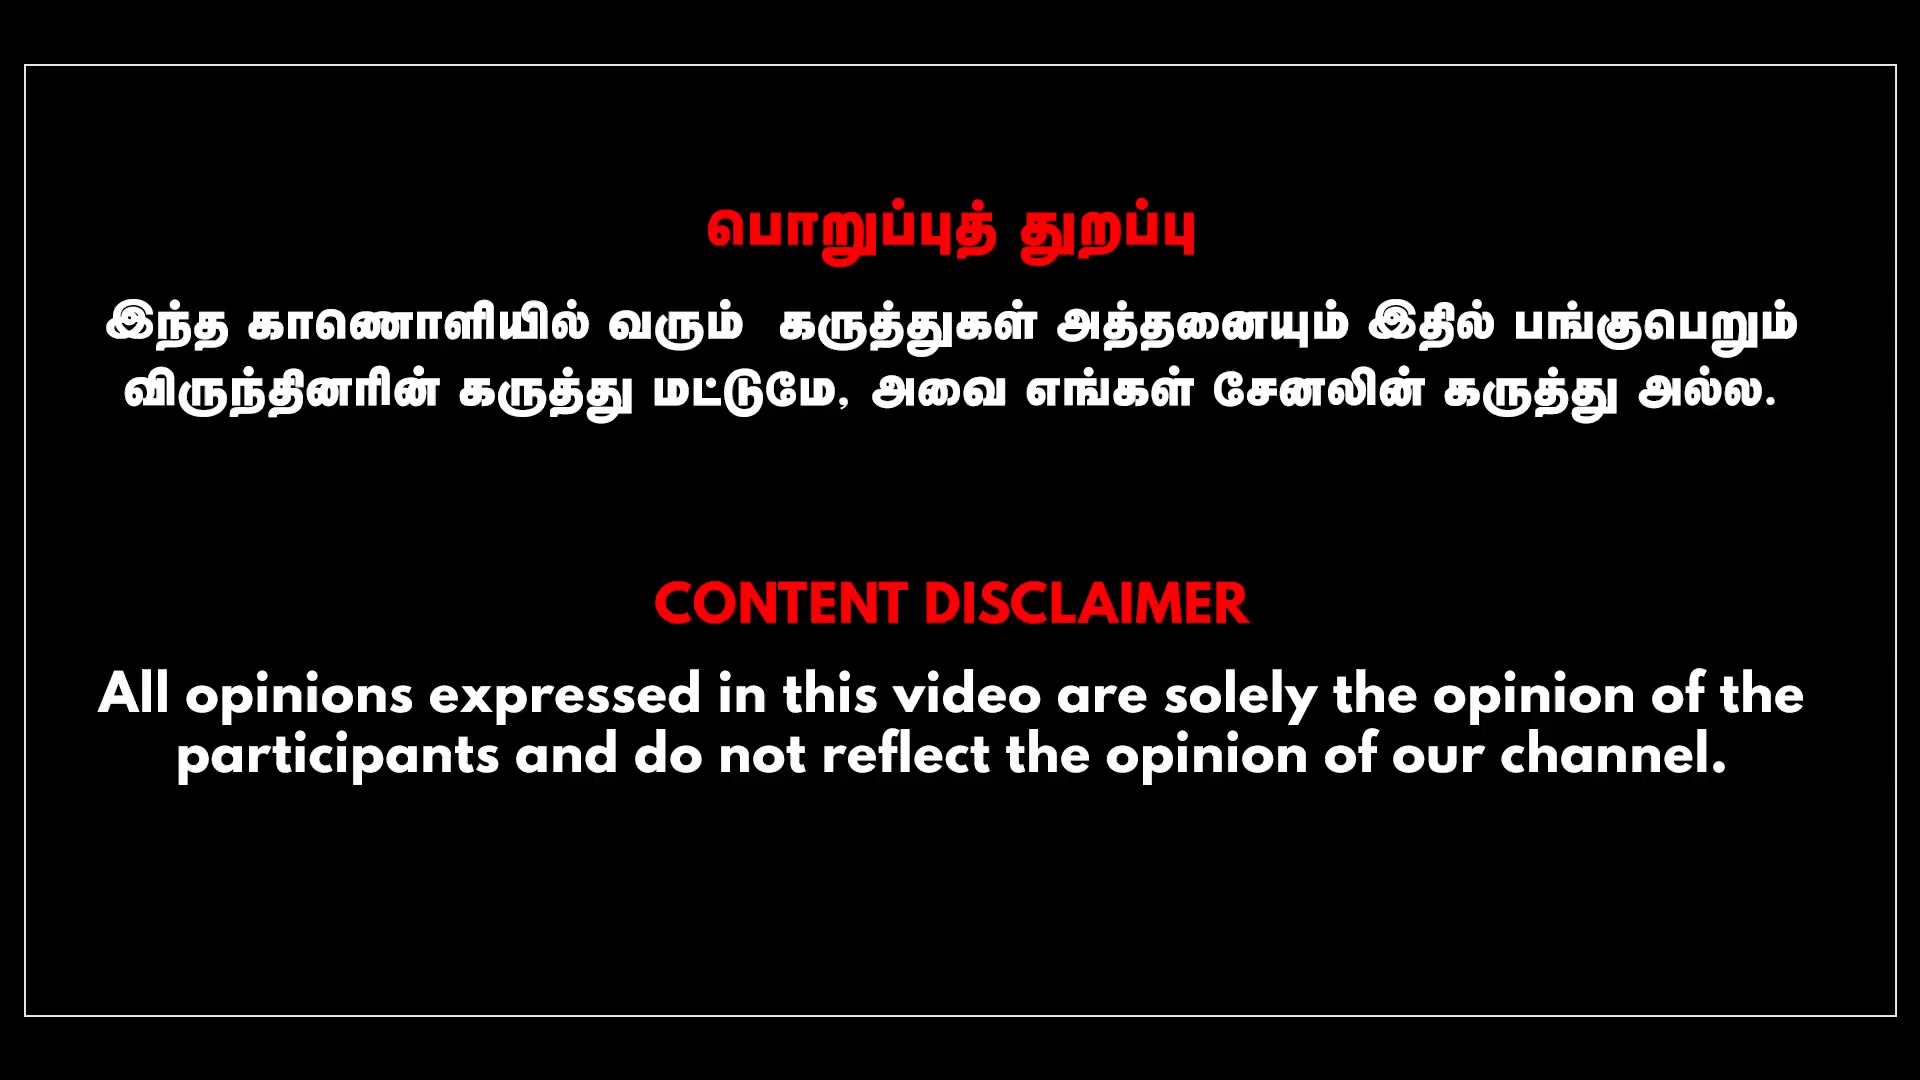 பொறுப்புத் துறப்பு
இந்த காணொளியில் வரும் கருத்துகள் அத்தனையும் இதில் பங்குபெறும்
விருந்தினரின் கருத்து மட்டுமே, அவை எங்கள் சேனலின் கருத்து அல்ல.
CONTENT DISCLAIMER
All opinions expressed in this video are solely the opinion of the
participants and do not reflect the opinion of our channel.